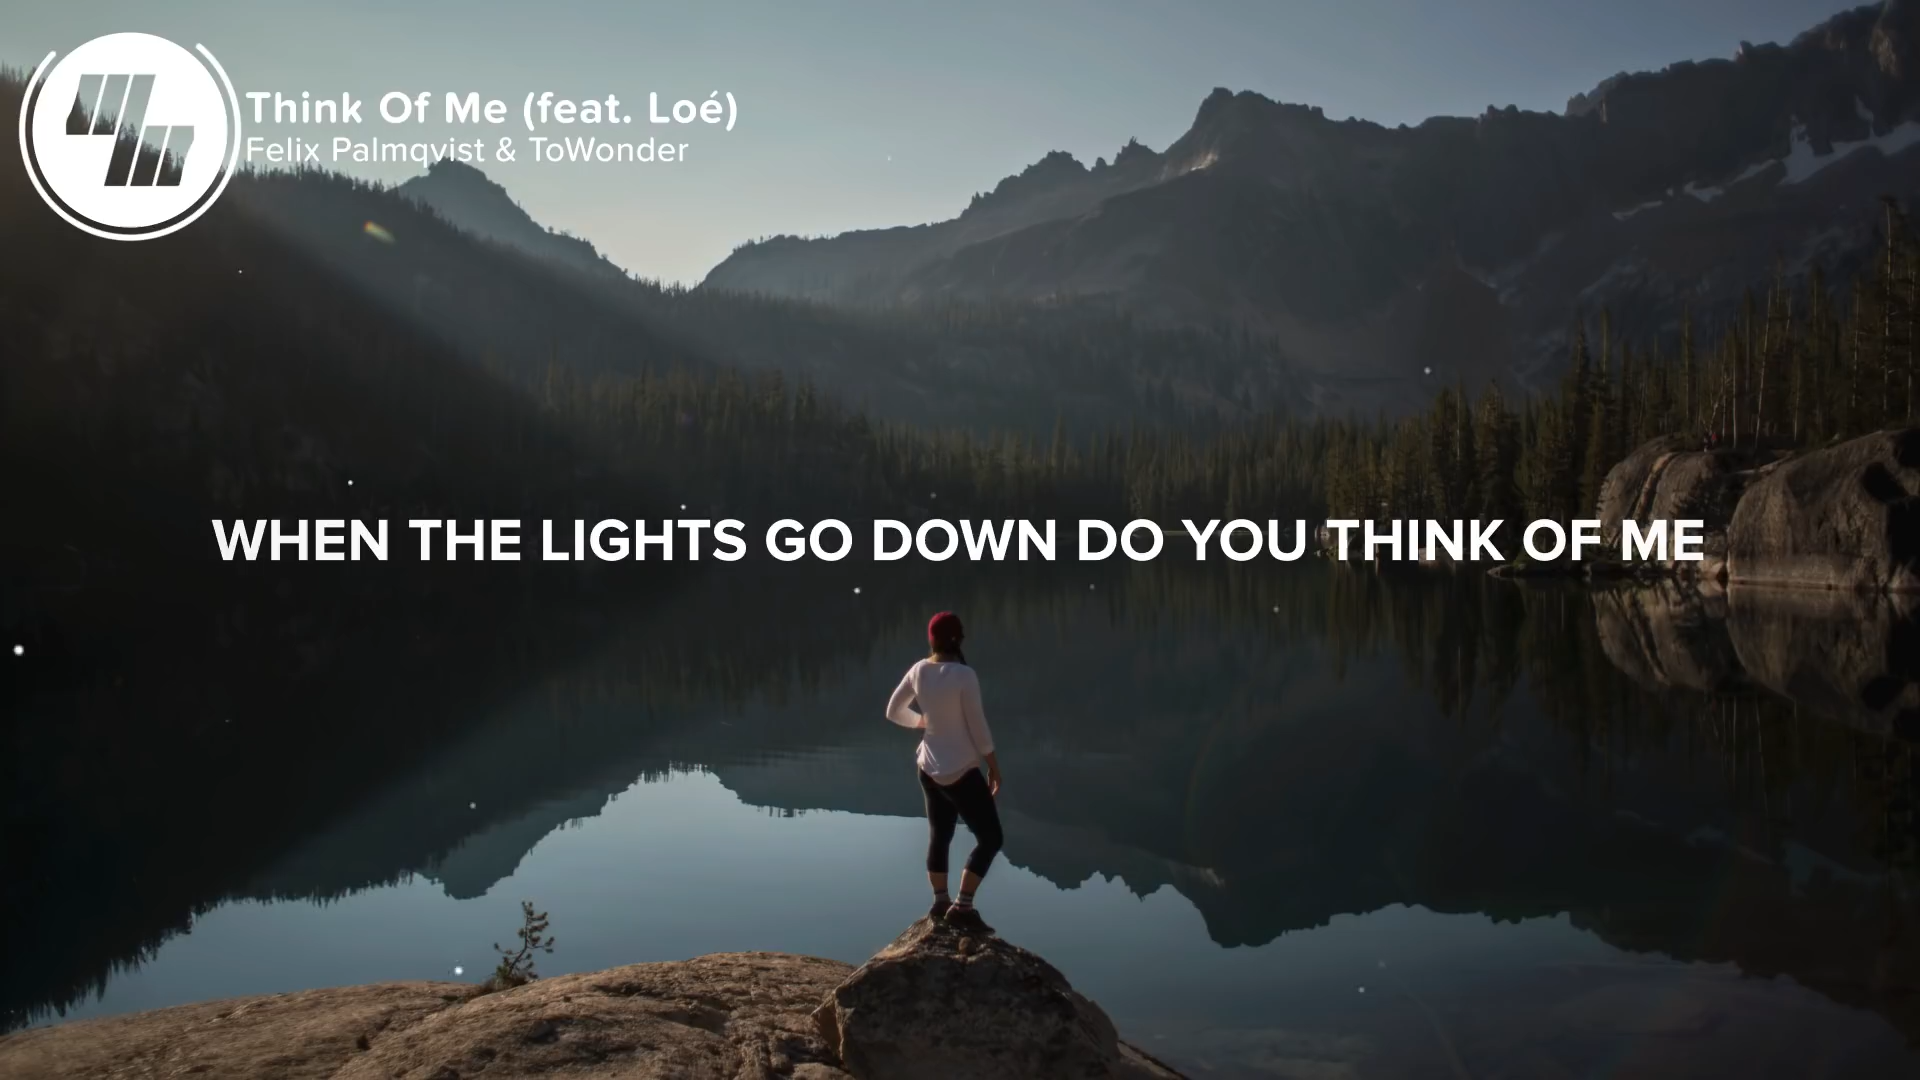 Think Of Me (feat. Loé)
Felix Palmqvist & ToWonder
WHEN THE LIGHTS GO DOWN DO YOU THINK OF ME